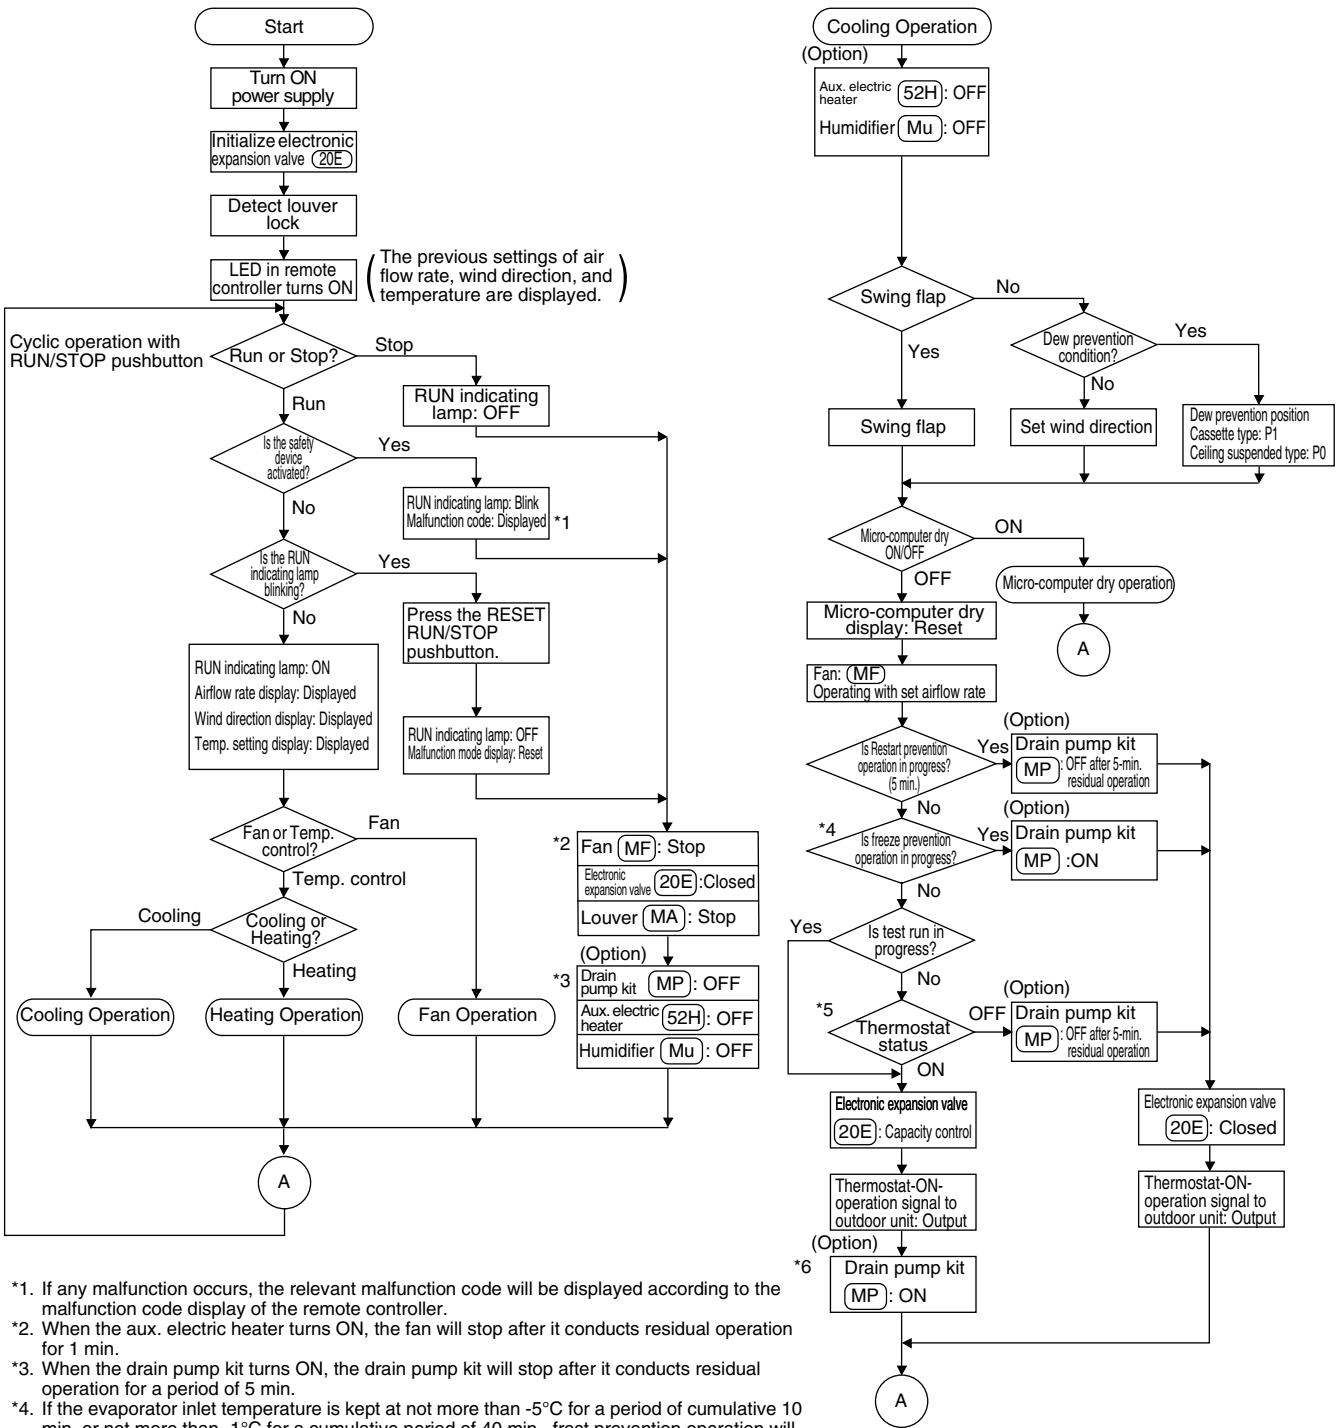 Start
Turn ON
power supply
Initialize electronic
expansion valve 20E
Detect louver
lock
LED in remote
controller turns ON
(The previous settings of air
flow rate, wind direction, and
temperature are displayed.)
Cyclic operation with
RUN/STOP pushbutton
Run or Stop?
Stop
RUN indicating
lamp: OFF
Run
Is the safety
device
activated?
Yes
RUN indicating lamp: Blink
Malfunction code: Displayed
*1
No
Is the RUN
indicating lamp
blinking?
Yes
Press the RESET
RUN/STOP
pushbutton.
No
RUN indicating lamp: ON
Airflow rate display: Displayed
Wind direction display: Displayed
Temp. setting display: Displayed
RUN indicating lamp: OFF
Malfunction mode display: Reset
Fan or Temp.
control?
Fan
Temp. control
Cooling or
Heating?
Cooling
Heating
Cooling Operation
Heating Operation
Fan Operation
*2
Fan MF: Stop
Electronic
expansion valve 20E:Closed
Louver MA: Stop
(Option)
*3
Drain
pump kit MP: OFF
Aux. electric
heater 52H: OFF
Humidifier Mu: OFF
A
Cooling Operation
(Option)
Aux. electric
heater 52H: OFF
Humidifier Mu: OFF
Swing flap
No
Yes
Dew prevention
condition?
Yes
No
Swing flap
Set wind direction
Dew prevention position
Cassette type: P1
Ceiling suspended type: P0
Micro-computer dry
ON/OFF
ON
OFF
Micro-computer dry operation
A
Micro-computer dry
display: Reset
Fan: MF
Operating with set airflow rate
Is Restart prevention
operation in progress?
(5 min.)
Yes
(Option)
Drain pump kit
MP: OFF after 5-min.
residual operation
No
*4
Is freeze prevention
operation in progress?
Yes
(Option)
Drain pump kit
MP :ON
No
Is test run in
progress?
Yes
No
*5
Thermostat
status
OFF
(Option)
Drain pump kit
MP: OFF after 5-min.
residual operation
ON
Electronic expansion valve
20E: Capacity control
Electronic expansion valve
20E: Closed
Thermostat-ON-
operation signal to
outdoor unit: Output
Thermostat-ON-
operation signal to
outdoor unit: Output
(Option)
*6
Drain pump kit
MP: ON
A
*1. If any malfunction occurs, the relevant malfunction code will be displayed according to the
malfunction code display of the remote controller.
*2. When the aux. electric heater turns ON, the fan will stop after it conducts residual operation
for 1 min.
*3. When the drain pump kit turns ON, the drain pump kit will stop after it conducts residual
operation for a period of 5 min.
*4. If the evaporator inlet temperature is kept at not more than -5°C for a period of cumulative 10
min. or not more than -1°C for a cumulative period of 40 min., frost prevention operation will